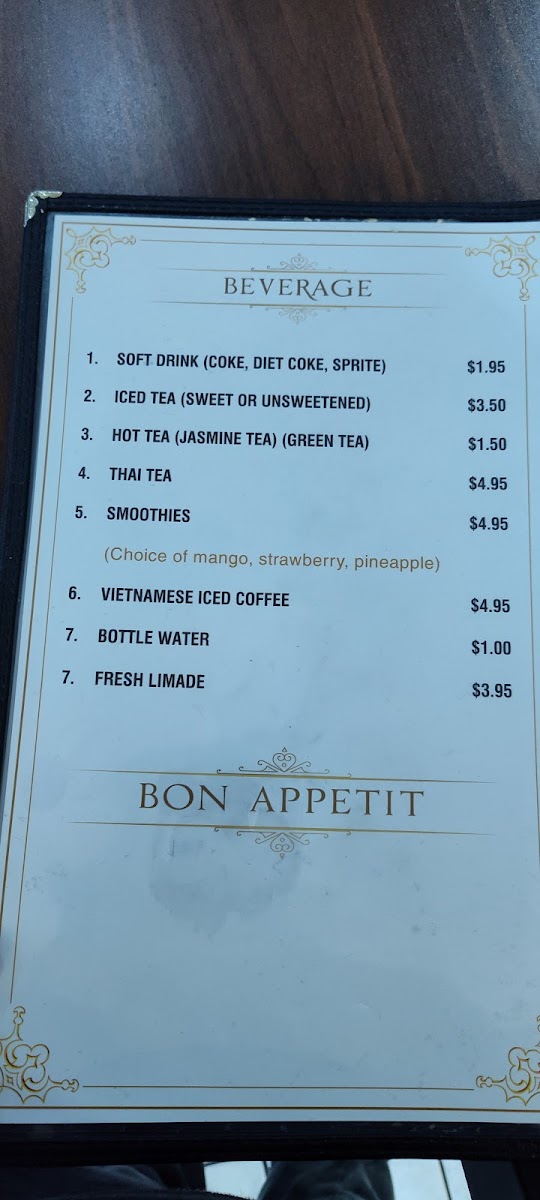 BEVERAGE
1. SOFT DRINK (COKE, DIET COKE, SPRITE) $1.95
2. ICED TEA (SWEET OR UNSWEETENED) $3.50
3. HOT TEA (JASMINE TEA) (GREEN TEA) $1.50
4. THAI TEA $4.95
5. SMOOTHIES $4.95
(Choice of mango, strawberry, pineapple)
6. VIETNAMESE ICED COFFEE $4.95
7. BOTTLE WATER $1.00
7. FRESH LIMADE $3.95
BON APPETIT